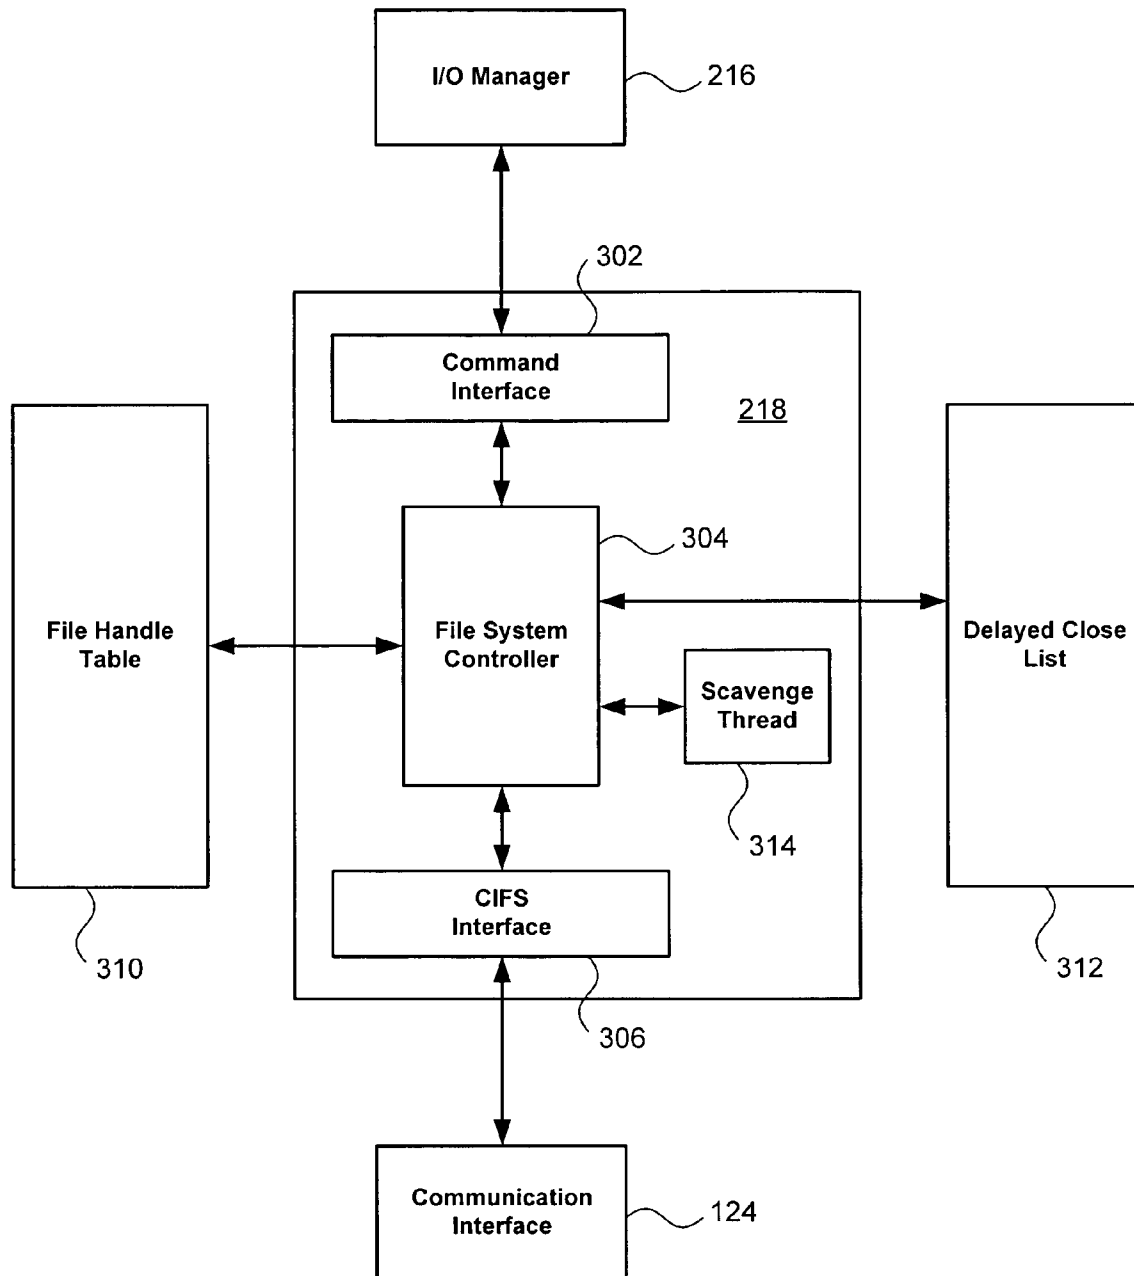 I/O Manager
216
302
Command
Interface
218
304
File Handle
Table
File System
Controller
Delayed Close
List
Scavenge
Thread
314
CIFS
Interface
310
312
306
Communication
Interface
124